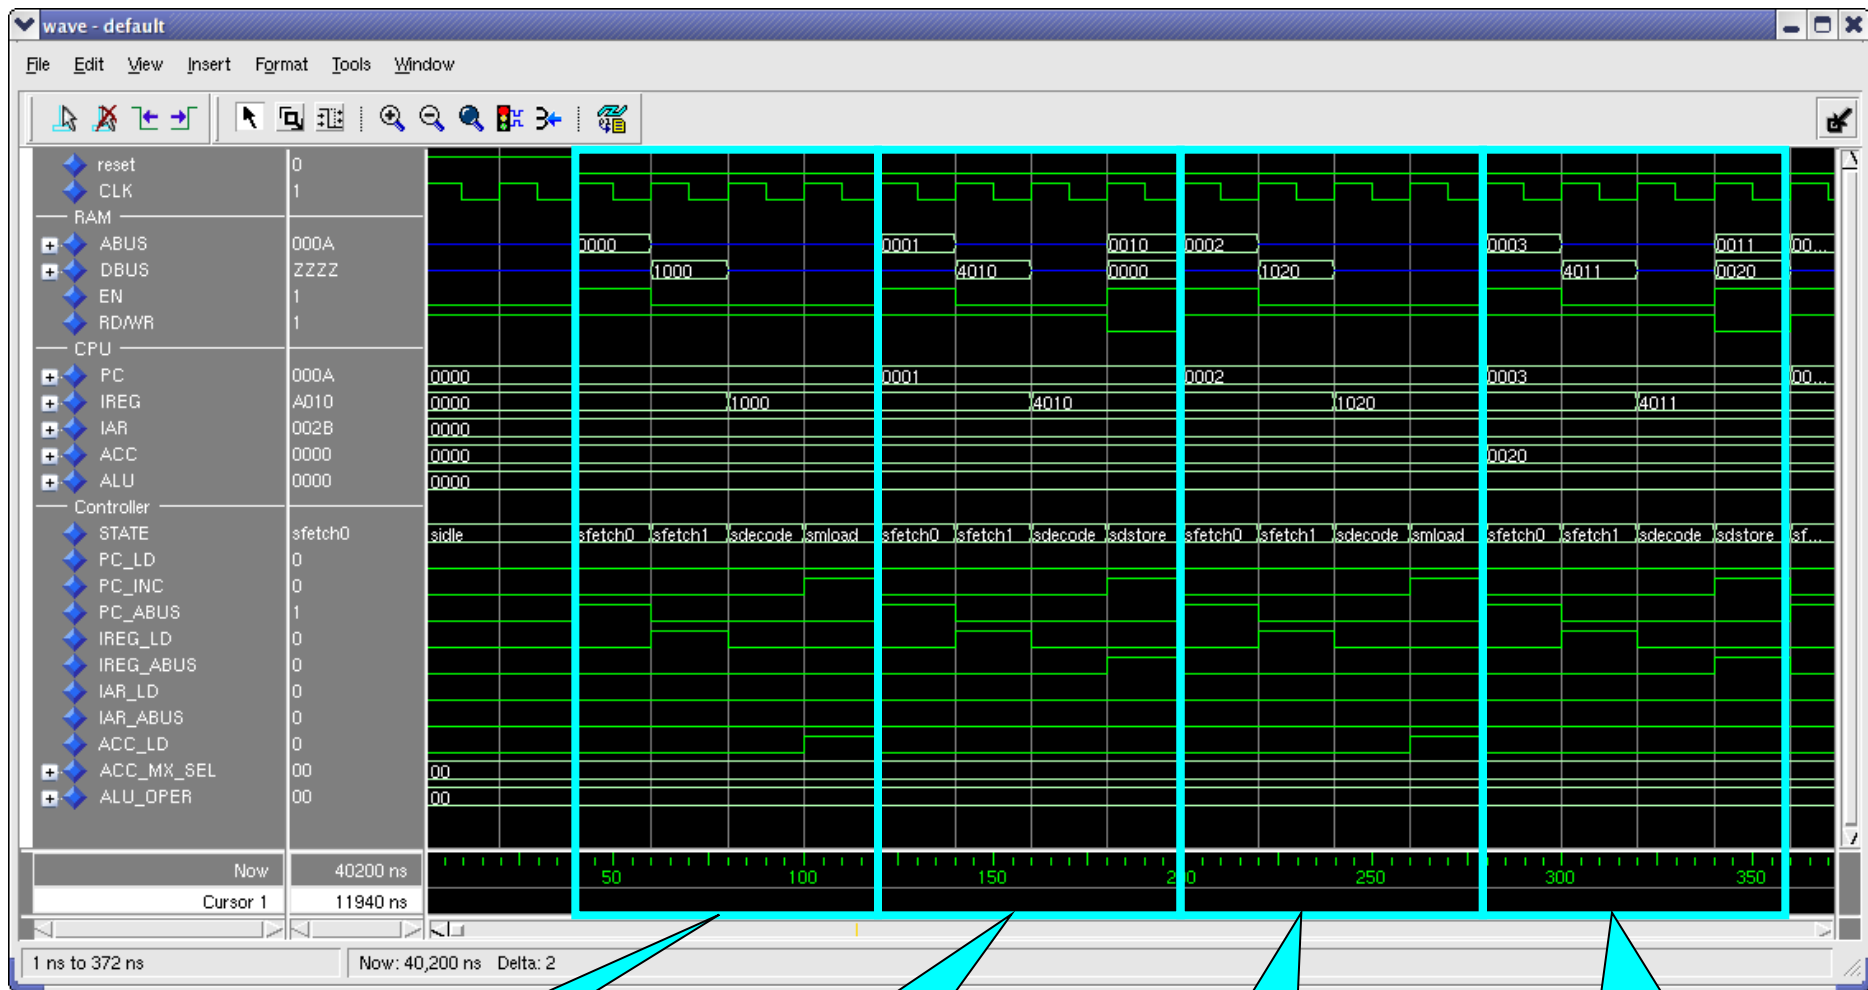 wave - default
File Edit View Insert Format Tools Window
reset 0
CLK 1
RAM
ABUS 000A 0000 0001 0010 0002 0003 0011 00...
DBUS ZZZZ 1000 4010 0000 1020 4011 0020
EN 1
RD/WR 1
CPU
PC 000A 0000 0001 0002 0003 00...
IREG A010 0000 1000 4010 1020 4011
IAR 002B 0000
ACC 0000 0000 0020
ALU 0000 0000
Controller
STATE sfetch0 sidle sfetch0 sfetch1 sdecode smload sfetch0 sfetch1 sdecode sdstore sfetch0 sfetch1 sdecode smload sfetch0 sfetch1 sdecode sdstore sf...
PC_LD 0
PC_INC 0
PC_ABUS 1
IREG_LD 0
IREG_ABUS 0
IAR_LD 0
IAR_ABUS 0
ACC_LD 0
ACC_MX_SEL 00 00
ALU_OPER 00 00
Now 40200 ns 50 100 150 200 250 300 350
Cursor 1 11940 ns
1 ns to 372 ns Now: 40,200 ns Delta: 2